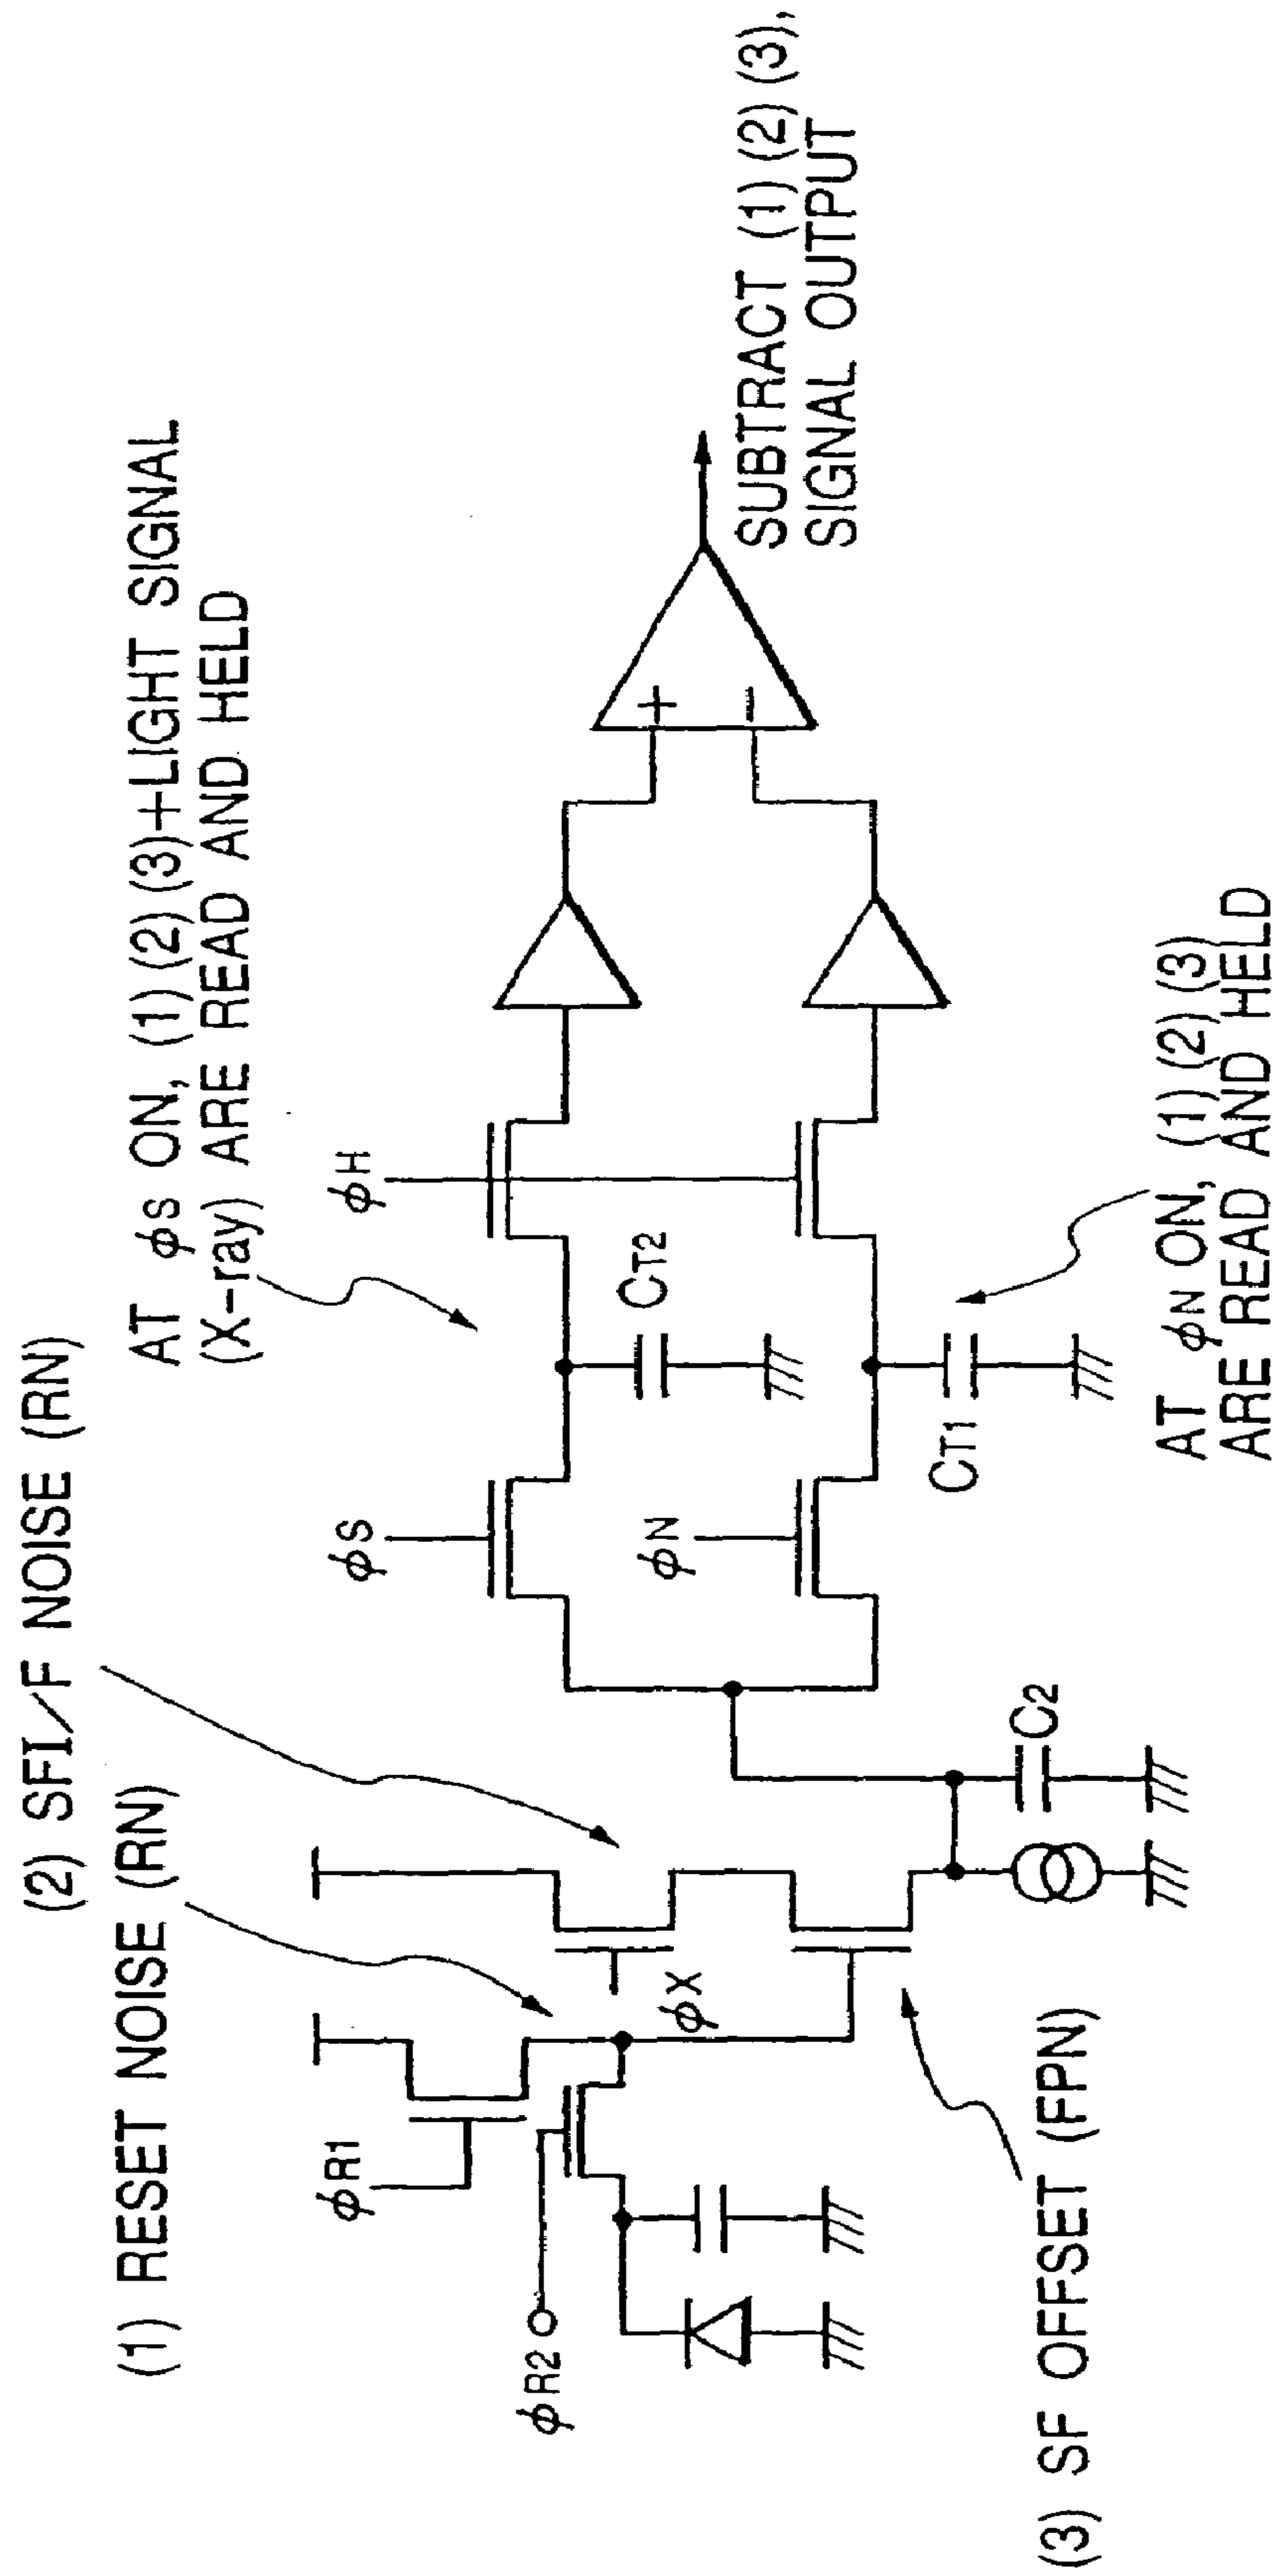 (2) SFI/F NOISE (RN)
(1) RESET NOISE (RN)
AT ϕS ON, (1) (2) (3)+LIGHT SIGNAL
(X-ray) ARE READ AND HELD
ϕR1
ϕR2
ϕX
ϕS
ϕH
ϕN
CT2
CT1
C2
SUBTRACT (1) (2) (3),
SIGNAL OUTPUT
(3) SF OFFSET (FPN)
AT ϕN ON, (1) (2) (3)
ARE READ AND HELD
+
−